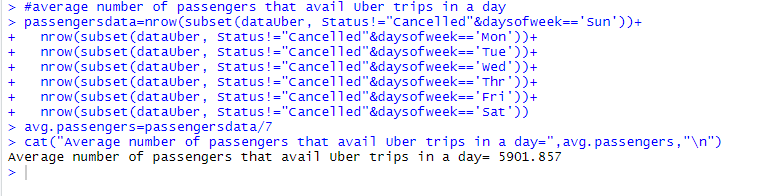 > #average number of passengers that avail Uber trips in a day
> passengersdata=nrow(subset(dataUber, Status!="Cancelled"&daysofweek=='Sun'))+
+   nrow(subset(dataUber, Status!="Cancelled"&daysofweek=='Mon'))+
+   nrow(subset(dataUber, Status!="Cancelled"&daysofweek=='Tue'))+
+   nrow(subset(dataUber, Status!="Cancelled"&daysofweek=='Wed'))+
+   nrow(subset(dataUber, Status!="Cancelled"&daysofweek=='Thr'))+
+   nrow(subset(dataUber, Status!="Cancelled"&daysofweek=='Fri'))+
+   nrow(subset(dataUber, Status!="Cancelled"&daysofweek=='Sat'))
> avg.passengers=passengersdata/7
> cat("Average number of passengers that avail Uber trips in a day=",avg.passengers,"\n")
Average number of passengers that avail Uber trips in a day= 5901.857
>